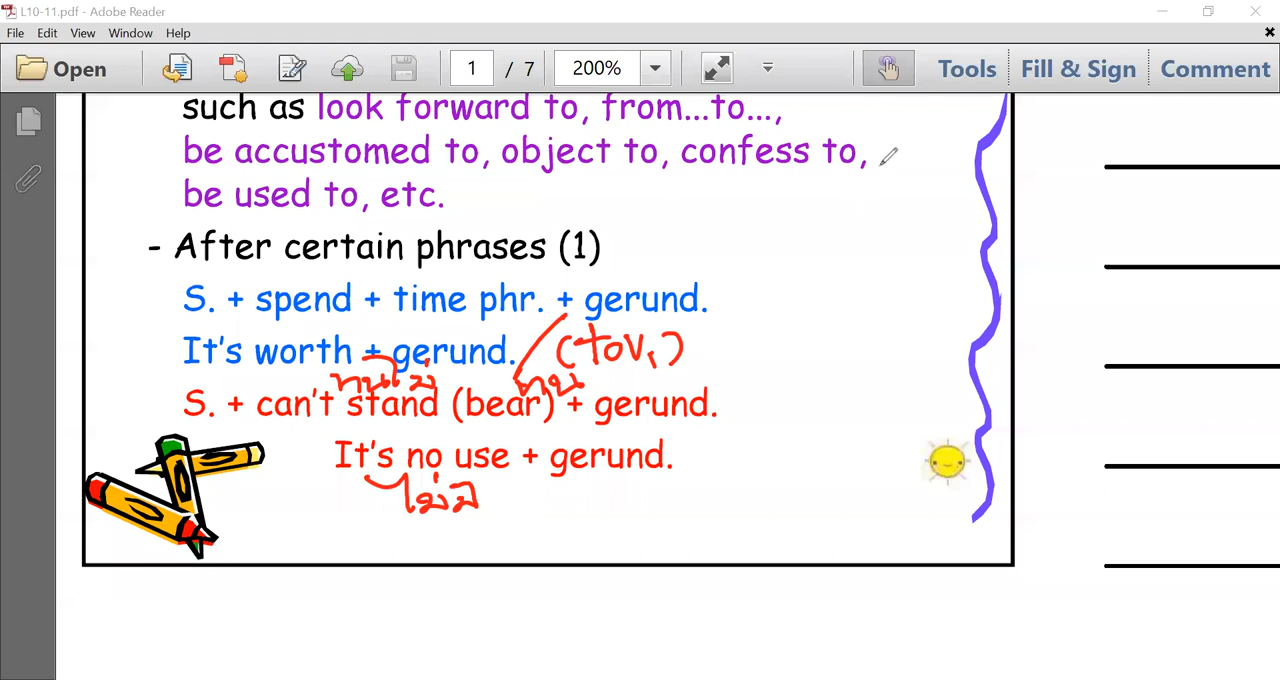 L10-11.pdf - Adobe Reader
File Edit View Window Help
Open 1 / 7 200% Tools Fill & Sign Comment
such as look forward to, from...to...,
be accustomed to, object to, confess to,
be used to, etc.
- After certain phrases (1)
S. + spend + time phr. + gerund.
It's worth + gerund. (to V1)
S. + can't stand (bear) + gerund.
It's no use + gerund.